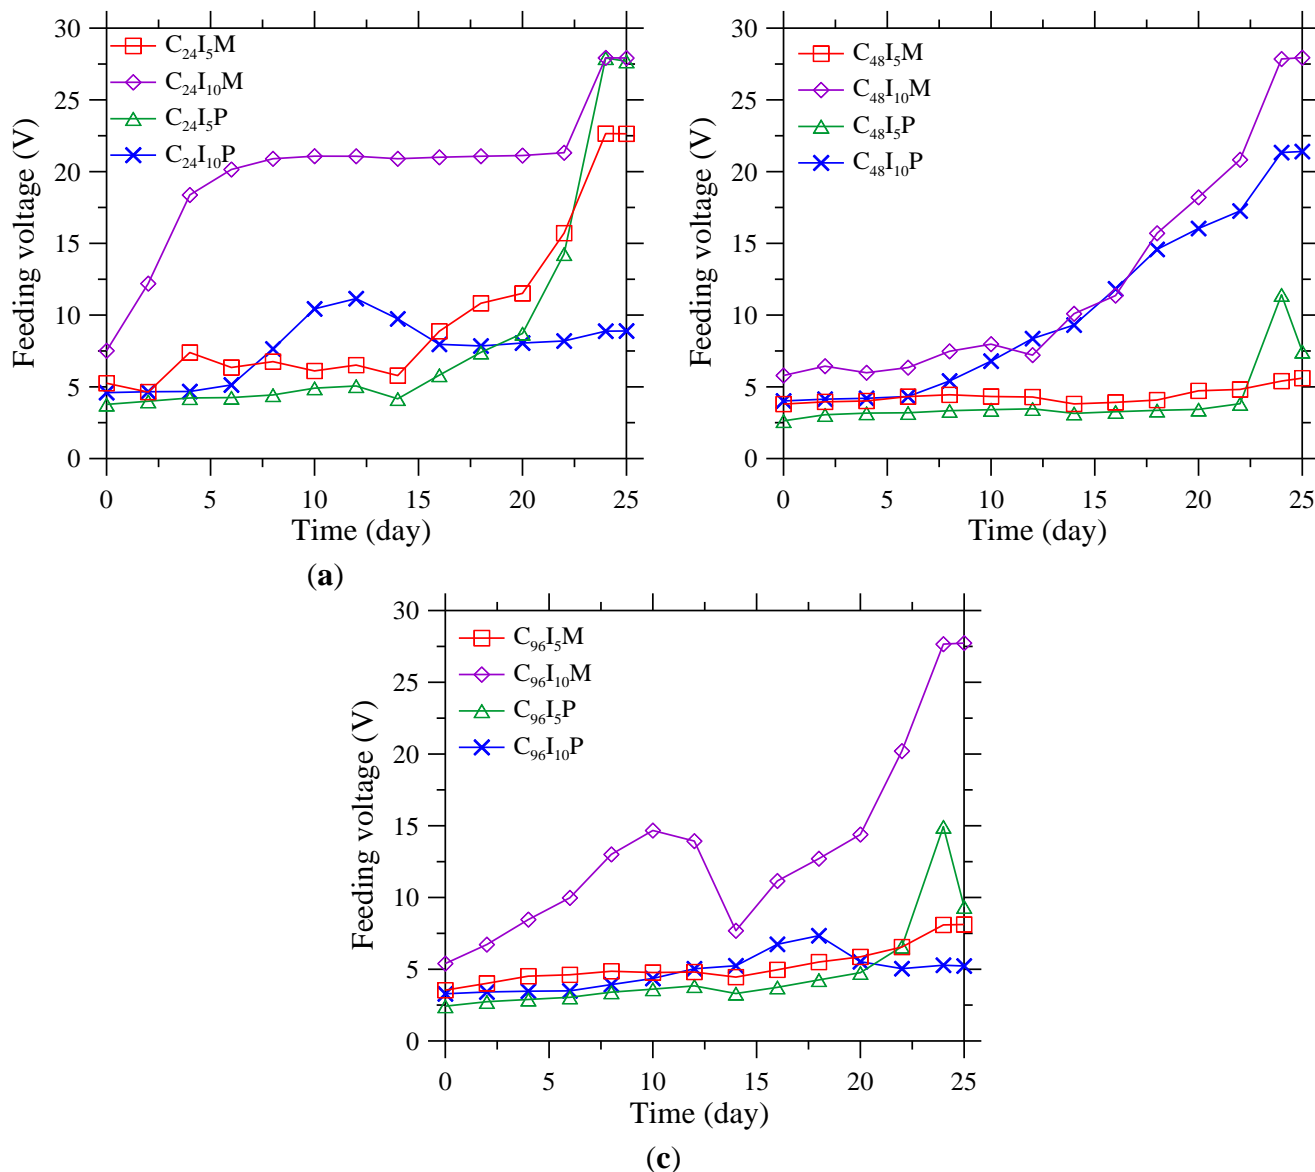 Feeding voltage (V)
30
25
20
15
10
5
0
C₂₄I₅M
C₂₄I₁₀M
C₂₄I₅P
C₂₄I₁₀P
0 5 10 15 20 25
Time (day)
(a)
Feeding voltage (V)
30
25
20
15
10
5
0
C₄₈I₅M
C₄₈I₁₀M
C₄₈I₅P
C₄₈I₁₀P
0 5 10 15 20 25
Time (day)
Feeding voltage (V)
30
25
20
15
10
5
0
C₉₆I₅M
C₉₆I₁₀M
C₉₆I₅P
C₉₆I₁₀P
0 5 10 15 20 25
Time (day)
(c)